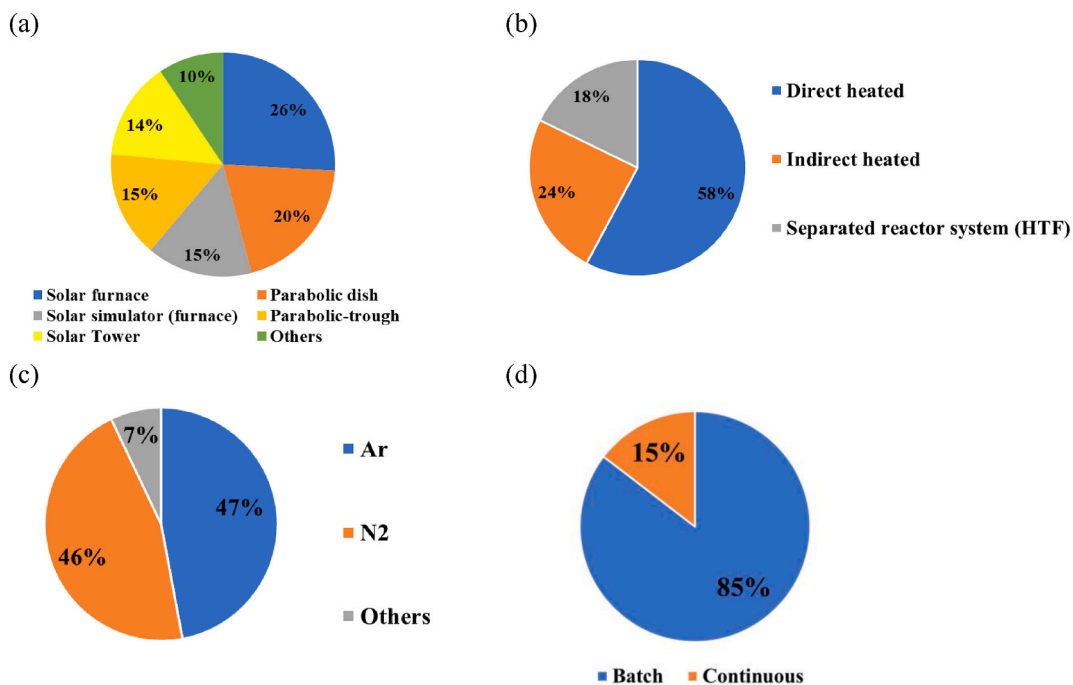 (a)
10%
26%
14%
15%
20%
15%
Solar furnace
Parabolic dish
Solar simulator (furnace)
Parabolic-trough
Solar Tower
Others
(b)
18%
24%
58%
Direct heated
Indirect heated
Separated reactor system (HTF)
(c)
7%
47%
46%
Ar
N2
Others
(d)
15%
85%
Batch
Continuous